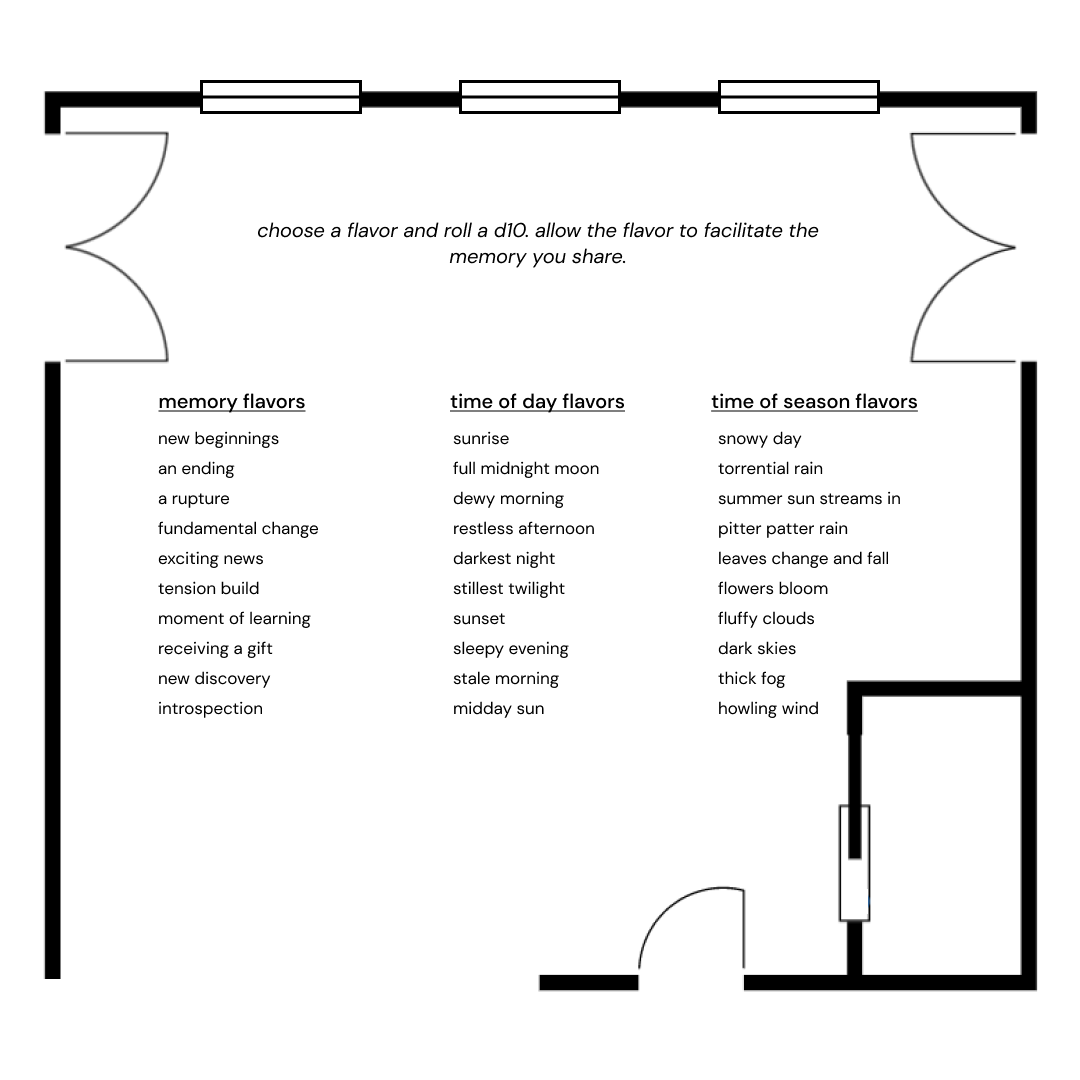 choose a flavor and roll a d10. allow the flavor to facilitate the
memory you share.
memory flavors
new beginnings
an ending
a rupture
fundamental change
exciting news
tension build
moment of learning
receiving a gift
new discovery
introspection
time of day flavors
sunrise
full midnight moon
dewy morning
restless afternoon
darkest night
stillest twilight
sunset
sleepy evening
stale morning
midday sun
time of season flavors
snowy day
torrential rain
summer sun streams in
pitter patter rain
leaves change and fall
flowers bloom
fluffy clouds
dark skies
thick fog
howling wind